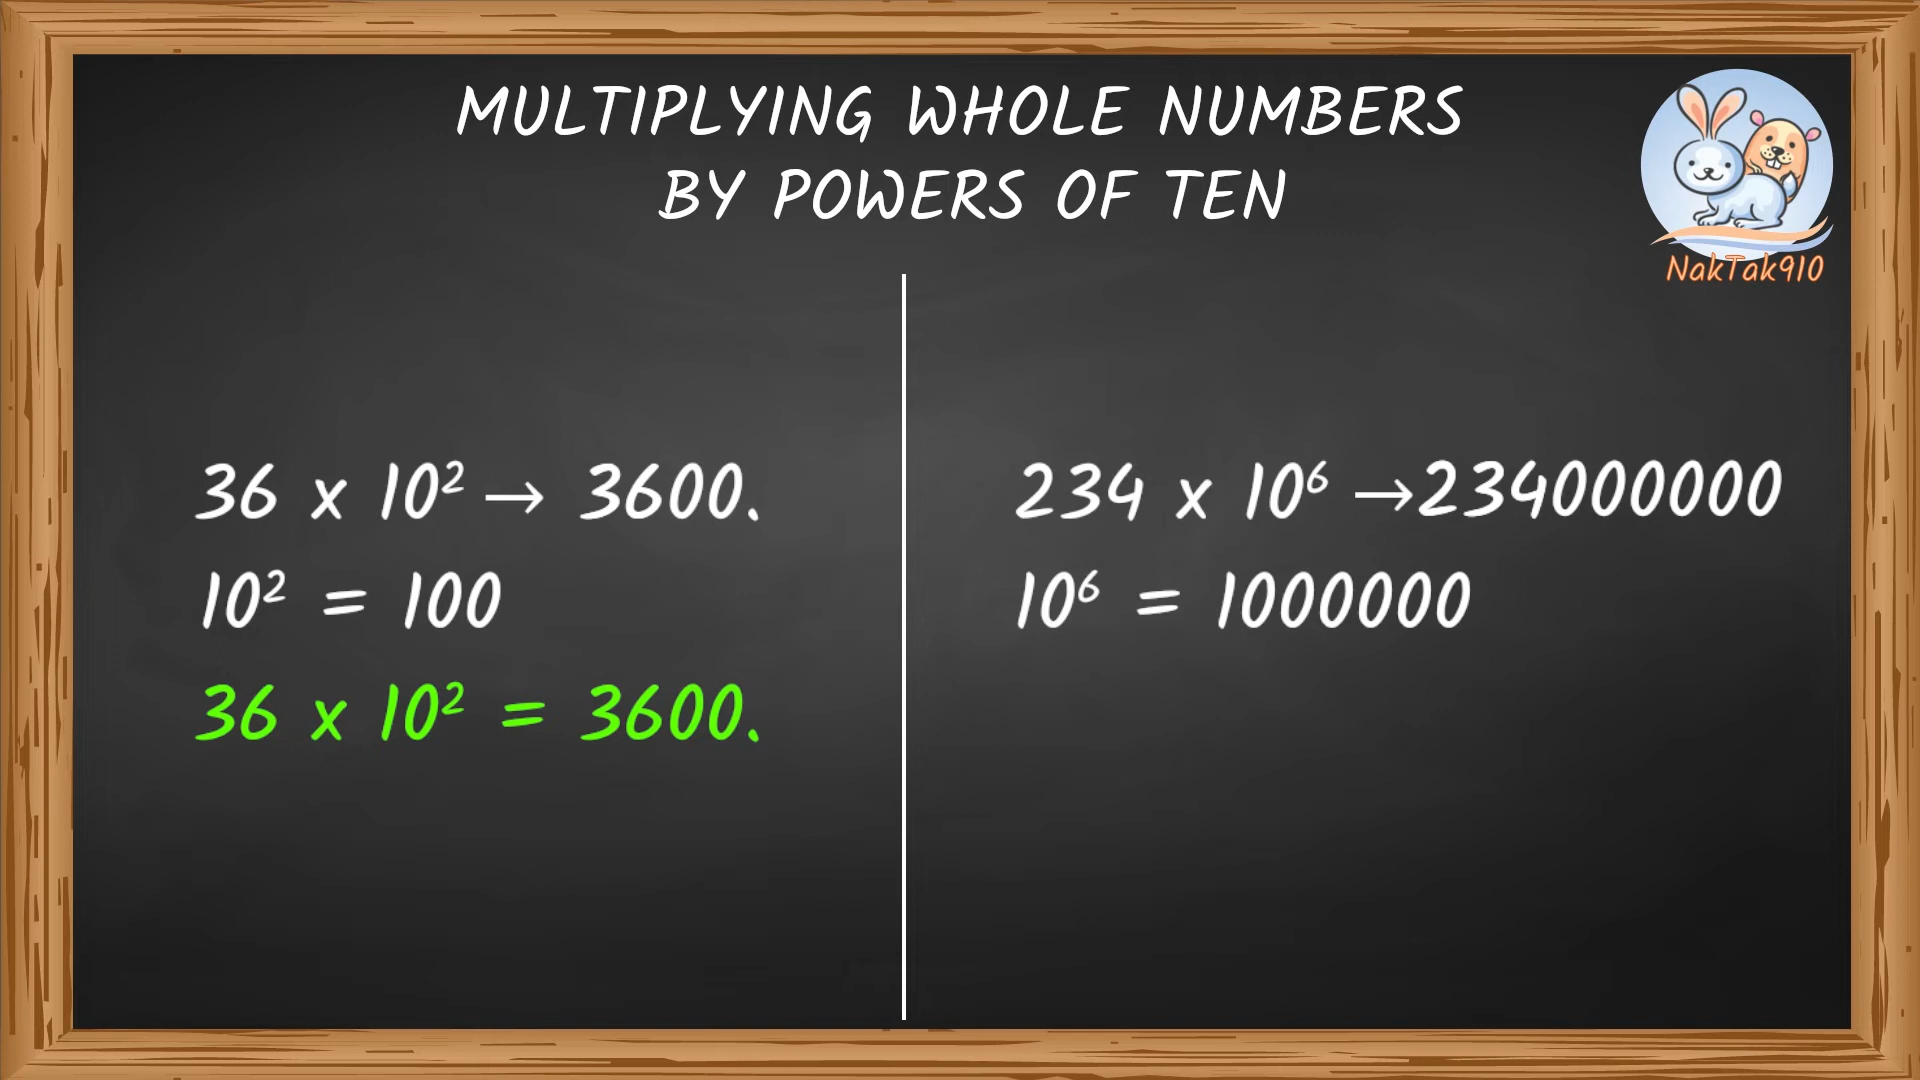 MULTIPLYING WHOLE NUMBERS
BY POWERS OF TEN
NakTak910
36 x 10² → 3600.
10² = 100
36 x 10² = 3600.
234 x 10⁶ →234000000
10⁶ = 1000000